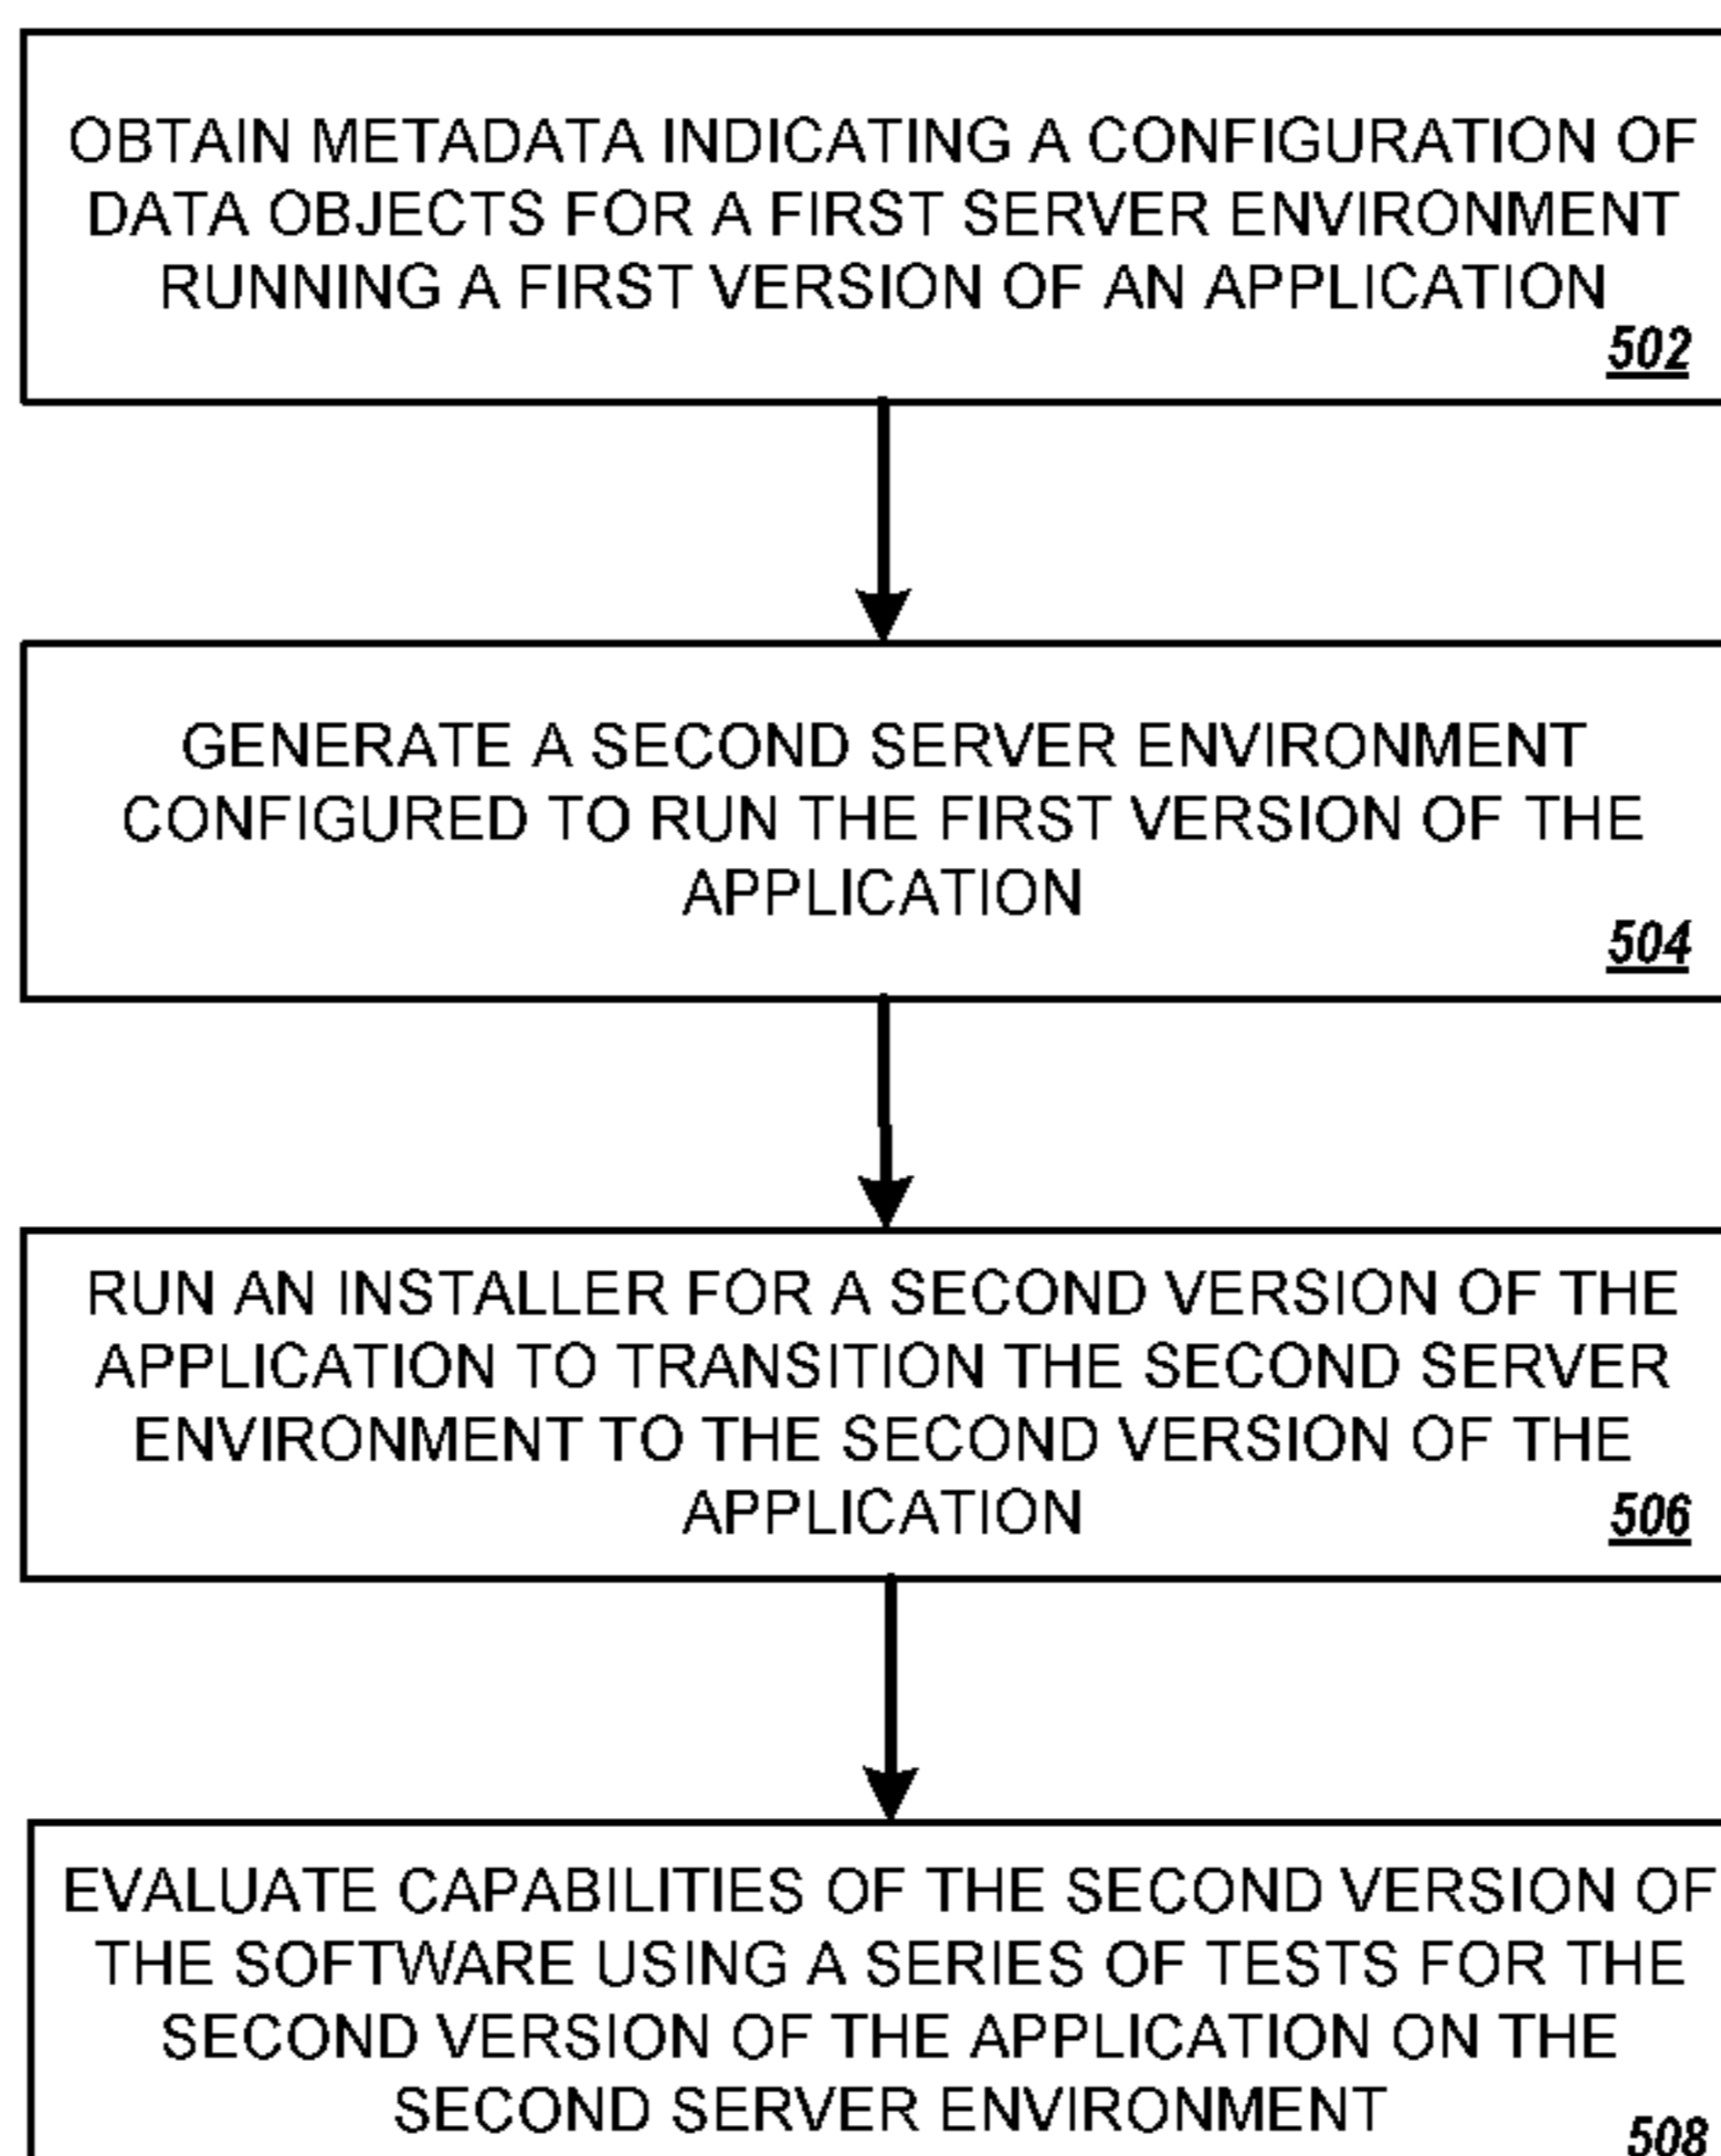 OBTAIN METADATA INDICATING A CONFIGURATION OF
DATA OBJECTS FOR A FIRST SERVER ENVIRONMENT
RUNNING A FIRST VERSION OF AN APPLICATION
502
GENERATE A SECOND SERVER ENVIRONMENT
CONFIGURED TO RUN THE FIRST VERSION OF THE
APPLICATION
504
RUN AN INSTALLER FOR A SECOND VERSION OF THE
APPLICATION TO TRANSITION THE SECOND SERVER
ENVIRONMENT TO THE SECOND VERSION OF THE
APPLICATION
506
EVALUATE CAPABILITIES OF THE SECOND VERSION OF
THE SOFTWARE USING A SERIES OF TESTS FOR THE
SECOND VERSION OF THE APPLICATION ON THE
SECOND SERVER ENVIRONMENT
508